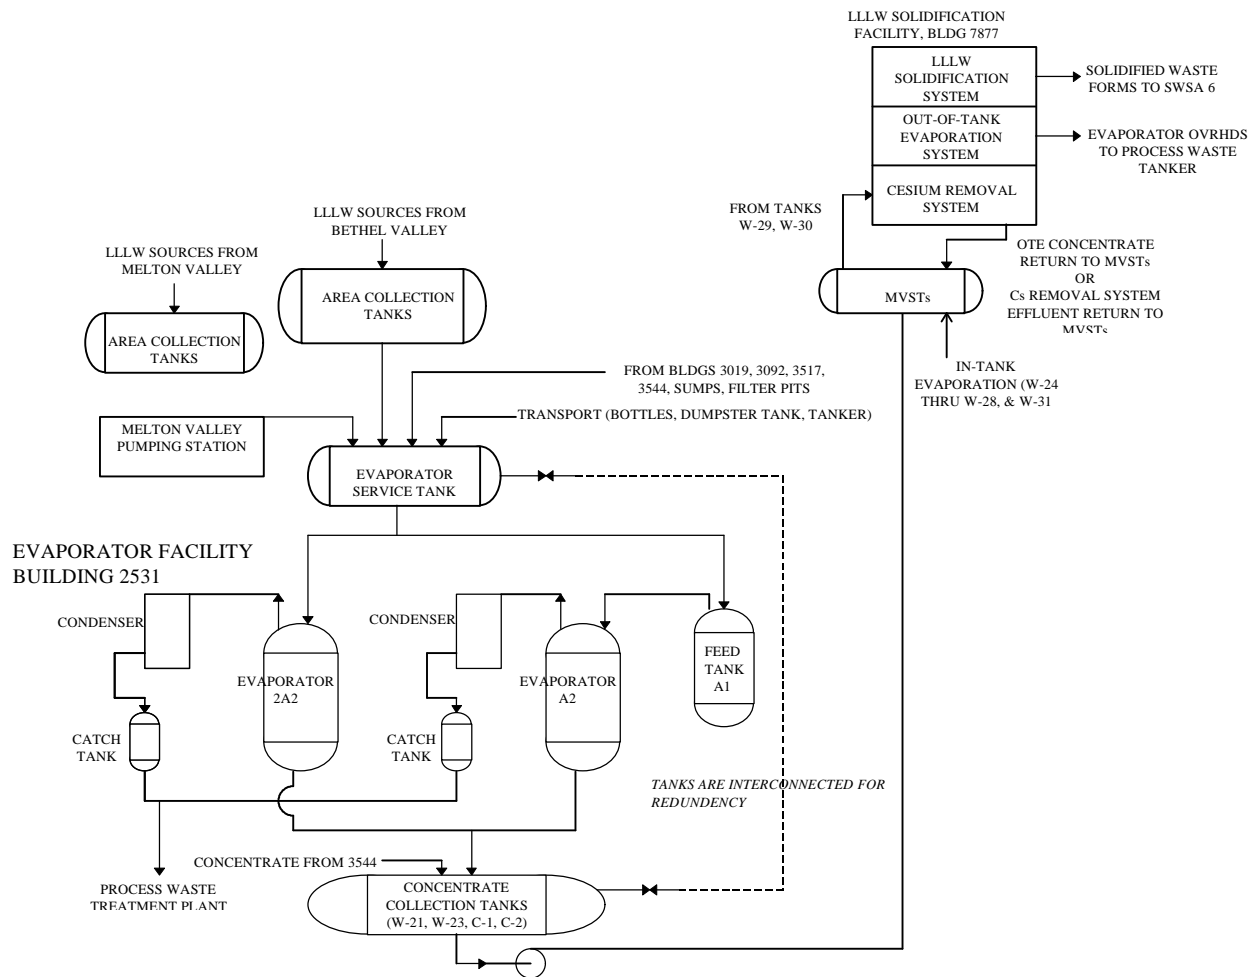 LLLW SOLIDIFICATION
FACILITY, BLDG 7877
LLLW
SOLIDIFICATION
SYSTEM
SOLIDIFIED WASTE
FORMS TO SWSA 6
OUT-OF-TANK
EVAPORATION
SYSTEM
EVAPORATOR OVRHDS
TO PROCESS WASTE
TANKER
CESIUM REMOVAL
SYSTEM
FROM TANKS
W-29, W-30
LLLW SOURCES FROM
BETHEL VALLEY
LLLW SOURCES FROM
MELTON VALLEY
OTE CONCENTRATE
RETURN TO MVSTs
OR
Cs REMOVAL SYSTEM
EFFLUENT RETURN TO
MVSTs
AREA COLLECTION
TANKS
MVSTs
AREA COLLECTION
TANKS
IN-TANK
EVAPORATION (W-24
THRU W-28, & W-31
FROM BLDGS 3019, 3092, 3517,
3544, SUMPS, FILTER PITS
TRANSPORT (BOTTLES, DUMPSTER TANK, TANKER)
MELTON VALLEY
PUMPING STATION
EVAPORATOR
SERVICE TANK
EVAPORATOR FACILITY
BUILDING 2531
CONDENSER
CONDENSER
EVAPORATOR
2A2
EVAPORATOR
A2
FEED
TANK
A1
CATCH
TANK
CATCH
TANK
TANKS ARE INTERCONNECTED FOR
REDUNDENCY
CONCENTRATE FROM 3544
PROCESS WASTE
TREATMENT PLANT
CONCENTRATE
COLLECTION TANKS
(W-21, W-23, C-1, C-2)